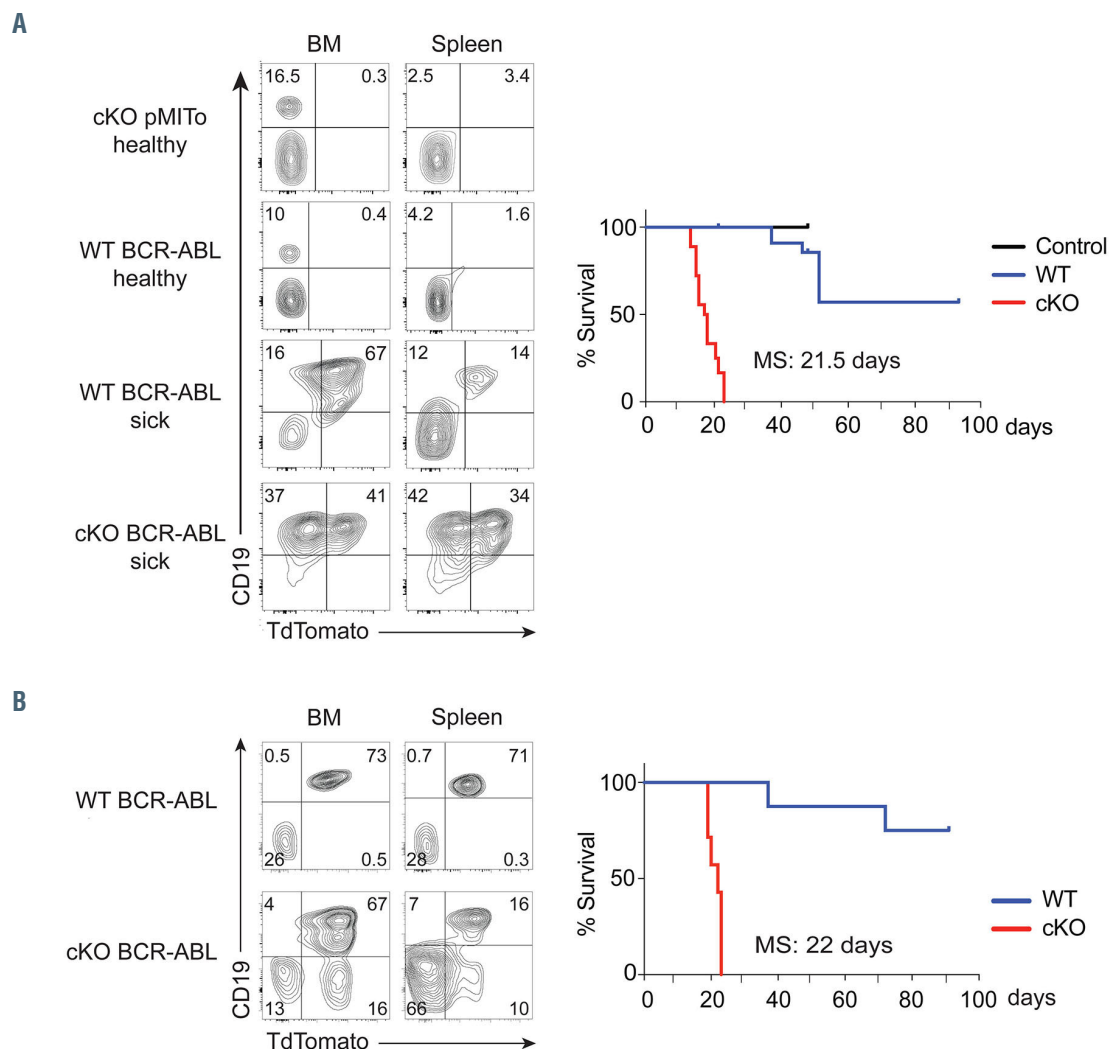 A
BM Spleen
cKO pMITo
healthy
16.5 0.3 2.5 3.4
WT BCR-ABL
healthy
10 0.4 4.2 1.6
WT BCR-ABL
sick
16 67 12 14
cKO BCR-ABL
sick
37 41 42 34
CD19
TdTomato
% Survival
100
50
0
0 20 40 60 80 100 days
MS: 21.5 days
Control
WT
cKO
B
BM Spleen
WT BCR-ABL
0.5 73 0.7 71
26 0.5 28 0.3
cKO BCR-ABL
4 67 7 16
13 16 66 10
CD19
TdTomato
% Survival
100
50
0
0 20 40 60 80 100 days
MS: 22 days
WT
cKO